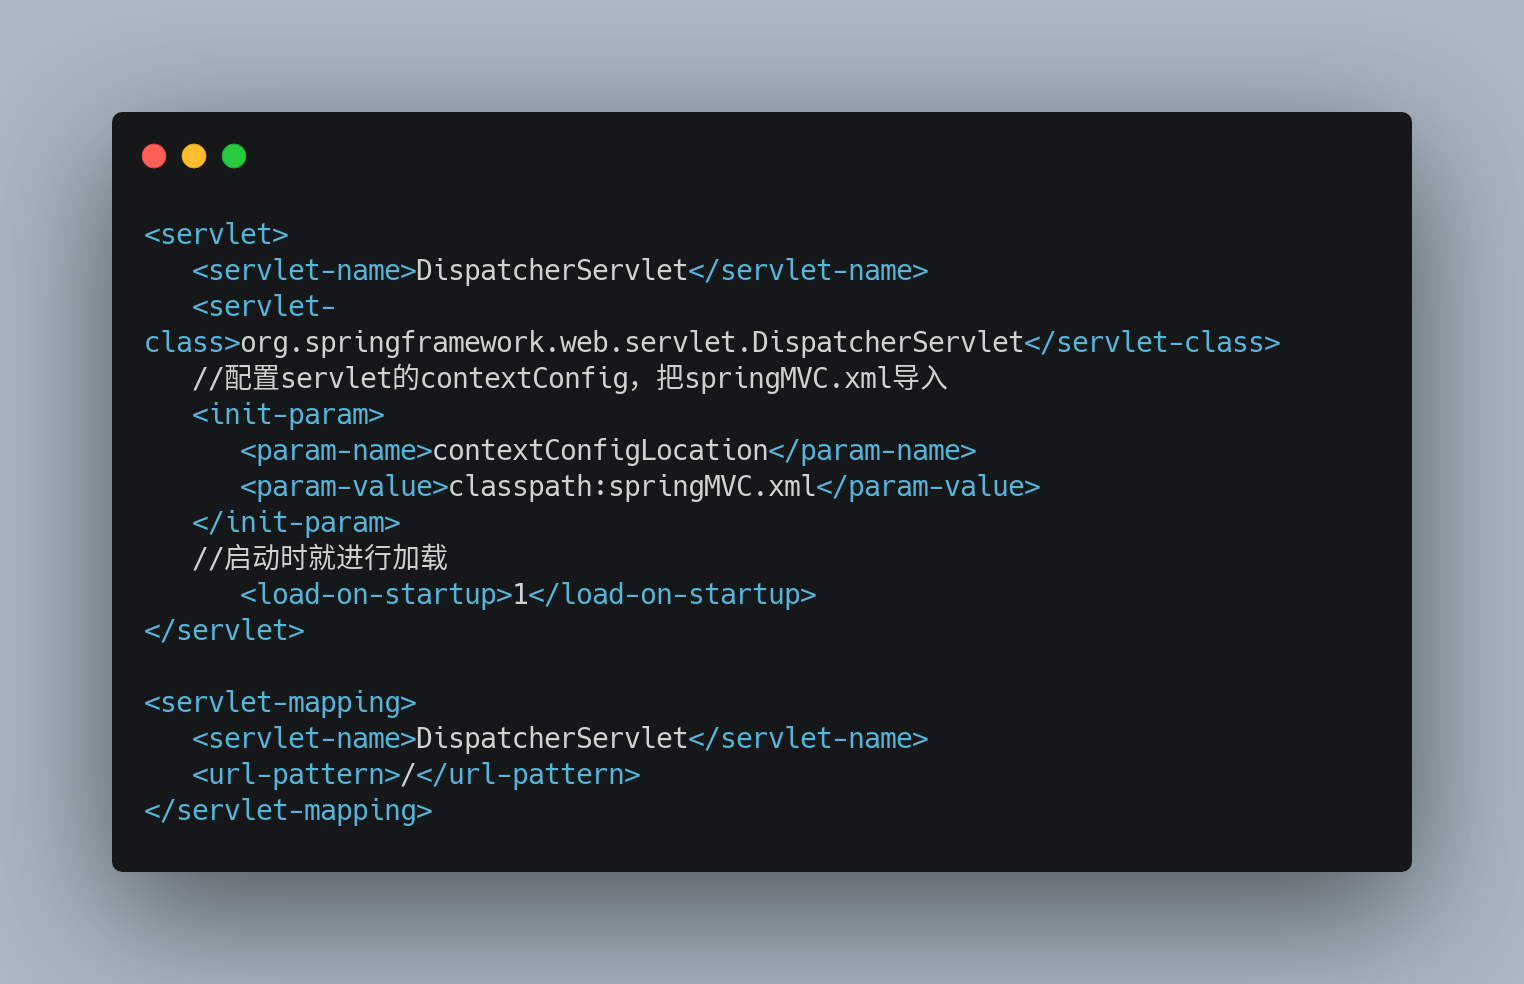 <servlet>
<servlet-name>DispatcherServlet</servlet-name>
<servlet-
class>org.springframework.web.servlet.DispatcherServlet</servlet-class>
//配置servlet的contextConfig，把springMVC.xml导入
<init-param>
<param-name>contextConfigLocation</param-name>
<param-value>classpath:springMVC.xml</param-value>
</init-param>
//启动时就进行加载
<load-on-startup>1</load-on-startup>
</servlet>
<servlet-mapping>
<servlet-name>DispatcherServlet</servlet-name>
<url-pattern>/</url-pattern>
</servlet-mapping>